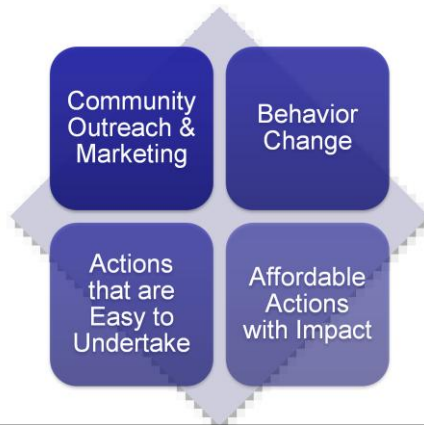 Community
Outreach &
Marketing
Behavior
Change
Actions
that are
Easy to
Undertake
Affordable
Actions
with Impact